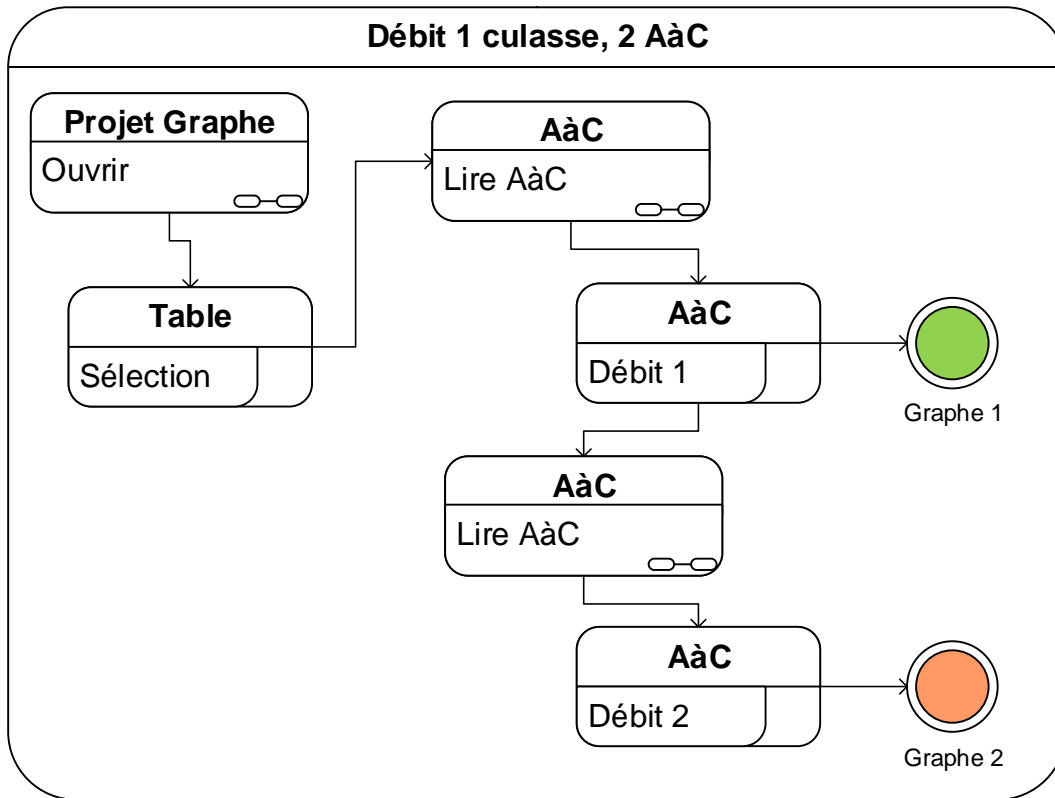 Débit 1 culasse, 2 AàC
Projet Graphe
Ouvrir
Table
Sélection
AàC
Lire AàC
AàC
Débit 1
Graphe 1
AàC
Lire AàC
AàC
Débit 2
Graphe 2